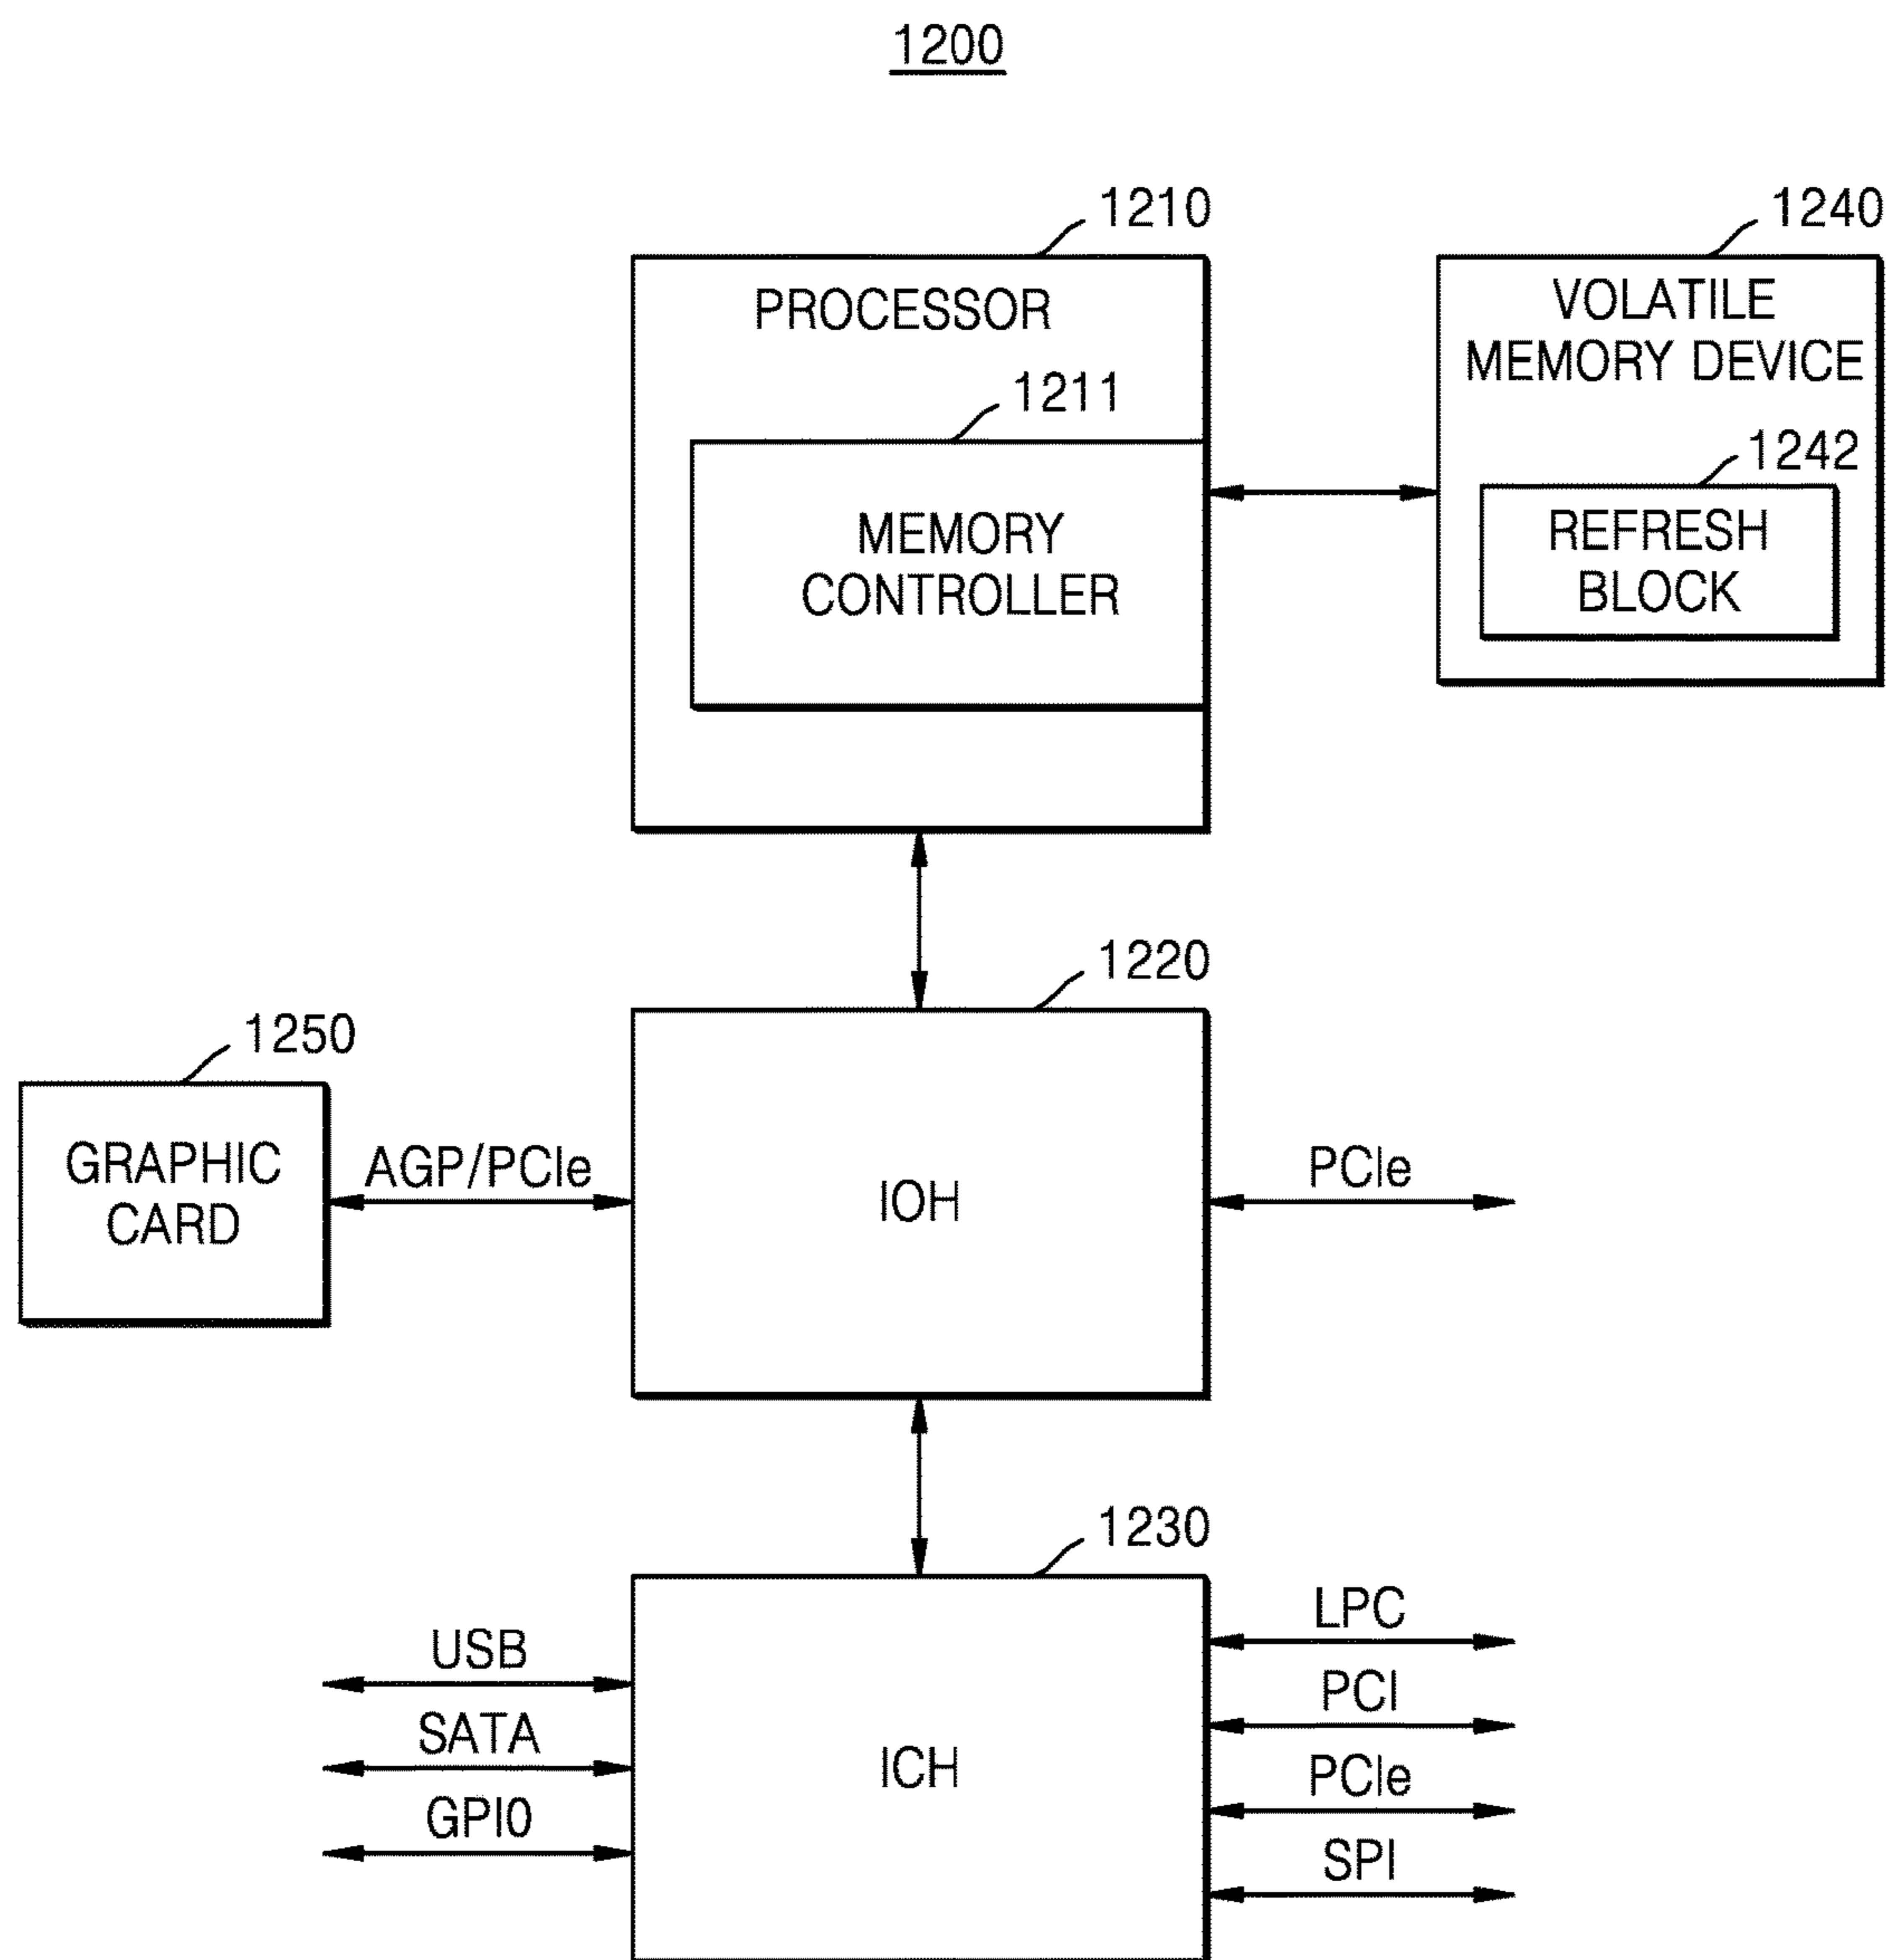 1200
1210
1240
PROCESSOR
VOLATILE
MEMORY DEVICE
1211
1242
MEMORY
CONTROLLER
REFRESH
BLOCK
1220
1250
GRAPHIC
CARD
AGP/PCIe
IOH
PCIe
1230
USB
SATA
GPI0
ICH
LPC
PCI
PCIe
SPI